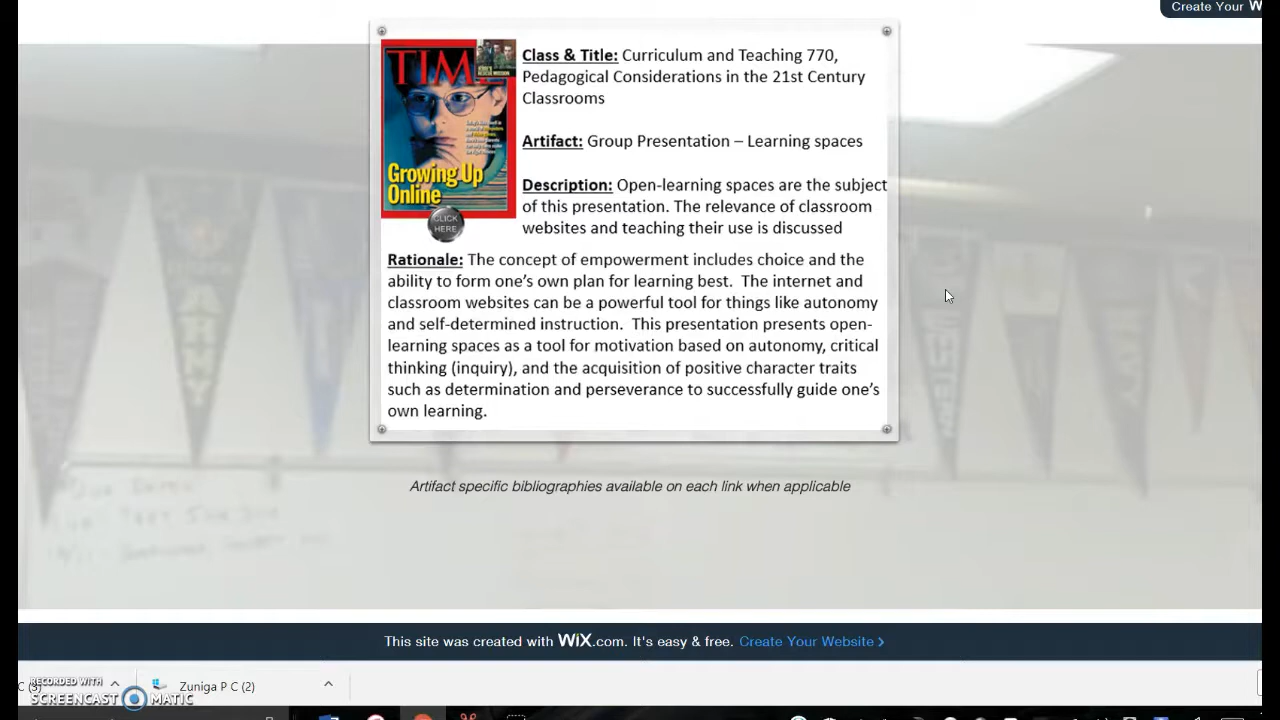 Create Your W
TIM
Growing Up
Online
CLICK
HERE
Class & Title: Curriculum and Teaching 770,
Pedagogical Considerations in the 21st Century
Classrooms
Artifact: Group Presentation – Learning spaces
Description: Open-learning spaces are the subject
of this presentation. The relevance of classroom
websites and teaching their use is discussed
Rationale: The concept of empowerment includes choice and the
ability to form one's own plan for learning best. The internet and
classroom websites can be a powerful tool for things like autonomy
and self-determined instruction. This presentation presents open-
learning spaces as a tool for motivation based on autonomy, critical
thinking (inquiry), and the acquisition of positive character traits
such as determination and perseverance to successfully guide one's
own learning.
Artifact specific bibliographies available on each link when applicable
This site was created with WiX.com. It's easy & free. Create Your Website >
RECORDED WITH
SCREENCAST MATIC
Zuniga P C (2)